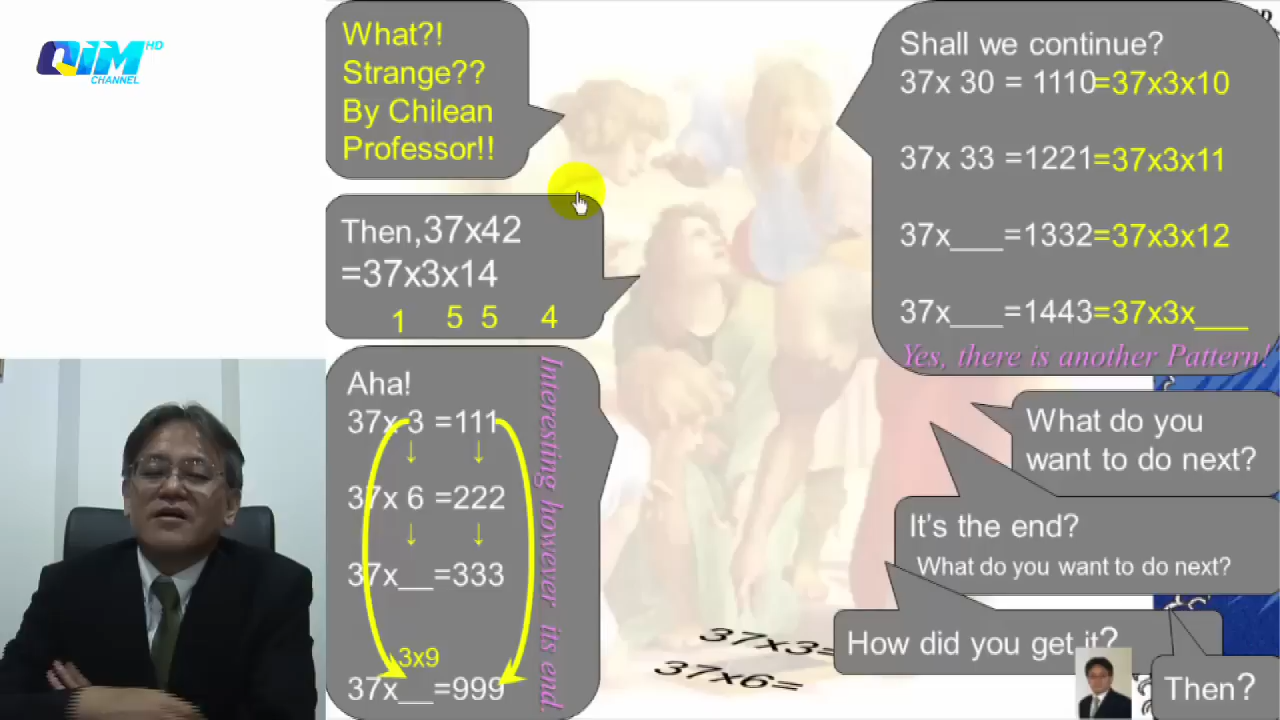 QIM HD
CHANNEL
What?!
Strange??
By Chilean
Professor!!
Then,37x42
=37x3x14
1 5 5 4
Aha!
37x 3 =111
↓ ↓
37x 6 =222
↓ ↓
37x__=333
3x9
37x__=999
Interesting however its end.
Shall we continue?
37x 30 = 1110=37x3x10
37x 33 =1221=37x3x11
37x___=1332=37x3x12
37x___=1443=37x3x___
Yes, there is another Pattern!
What do you
want to do next?
It's the end?
What do you want to do next?
How did you get it?
Then?
37x3=
37x6=